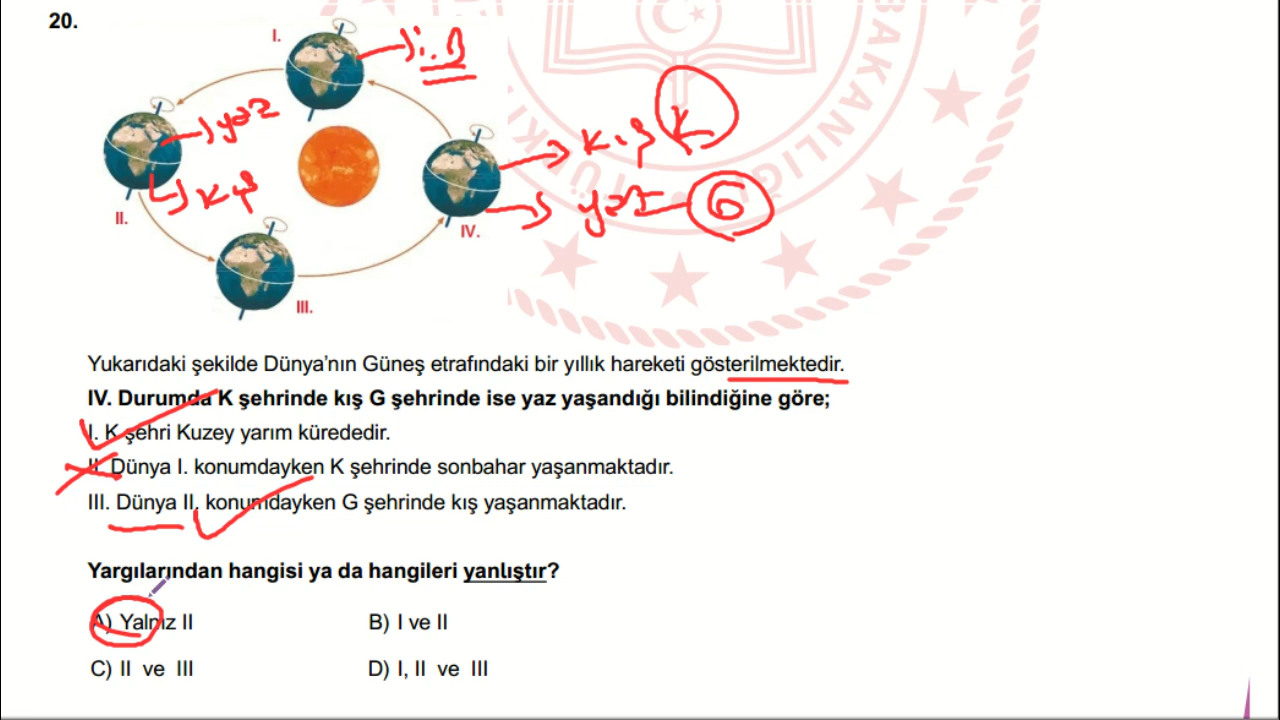 20.
I.
İ.B
yaz
kış
kış K
II.
yaz G
IV.
III.
BAKANLIĞI
TÜRKİ
Yukarıdaki şekilde Dünya'nın Güneş etrafındaki bir yıllık hareketi gösterilmektedir.
IV. Durumda K şehrinde kış G şehrinde ise yaz yaşandığı bilindiğine göre;
I. K şehri Kuzey yarım kürededir.
II. Dünya I. konumdayken K şehrinde sonbahar yaşanmaktadır.
III. Dünya II. konumdayken G şehrinde kış yaşanmaktadır.
Yargılarından hangisi ya da hangileri yanlıştır?
A) Yalnız II
B) I ve II
C) II ve III
D) I, II ve III